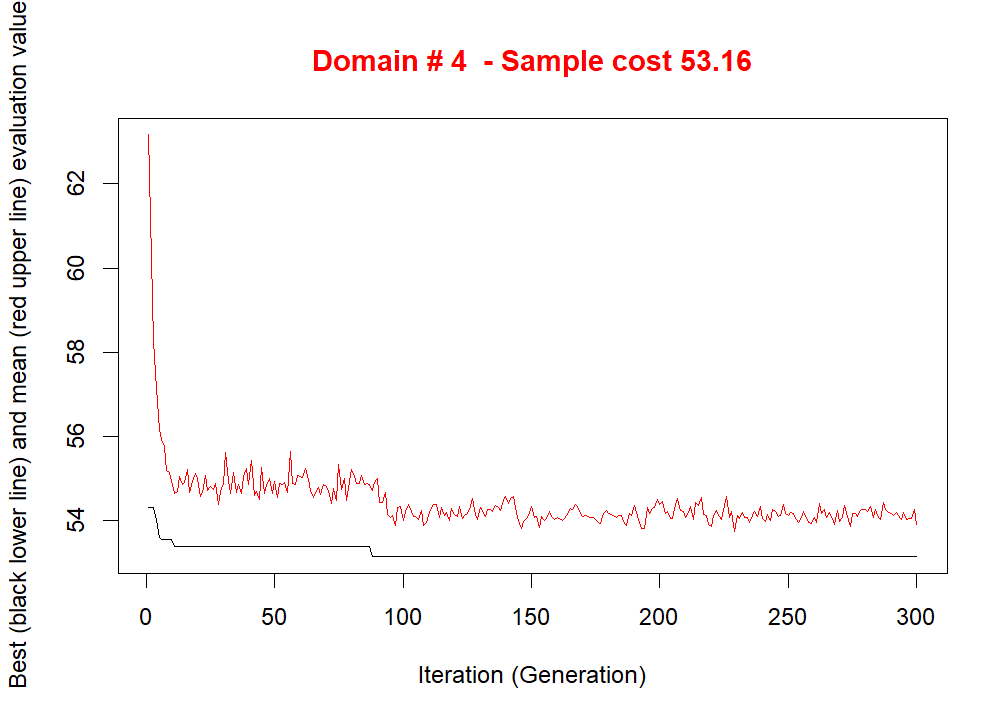 Domain # 4  - Sample cost 53.16
Best (black lower line) and mean (red upper line) evaluation value
62
60
58
56
54
0 50 100 150 200 250 300
Iteration (Generation)